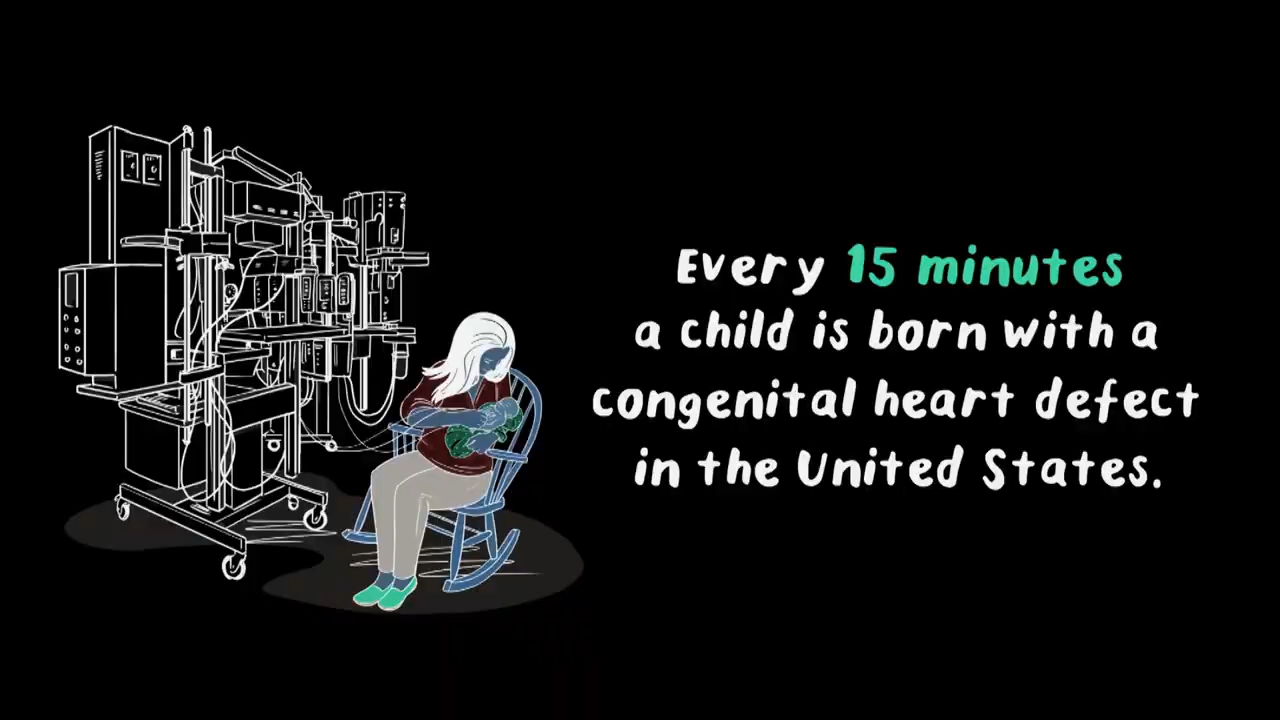 Every 15 minutes
a child is born with a
congenital heart defect
in the United States.